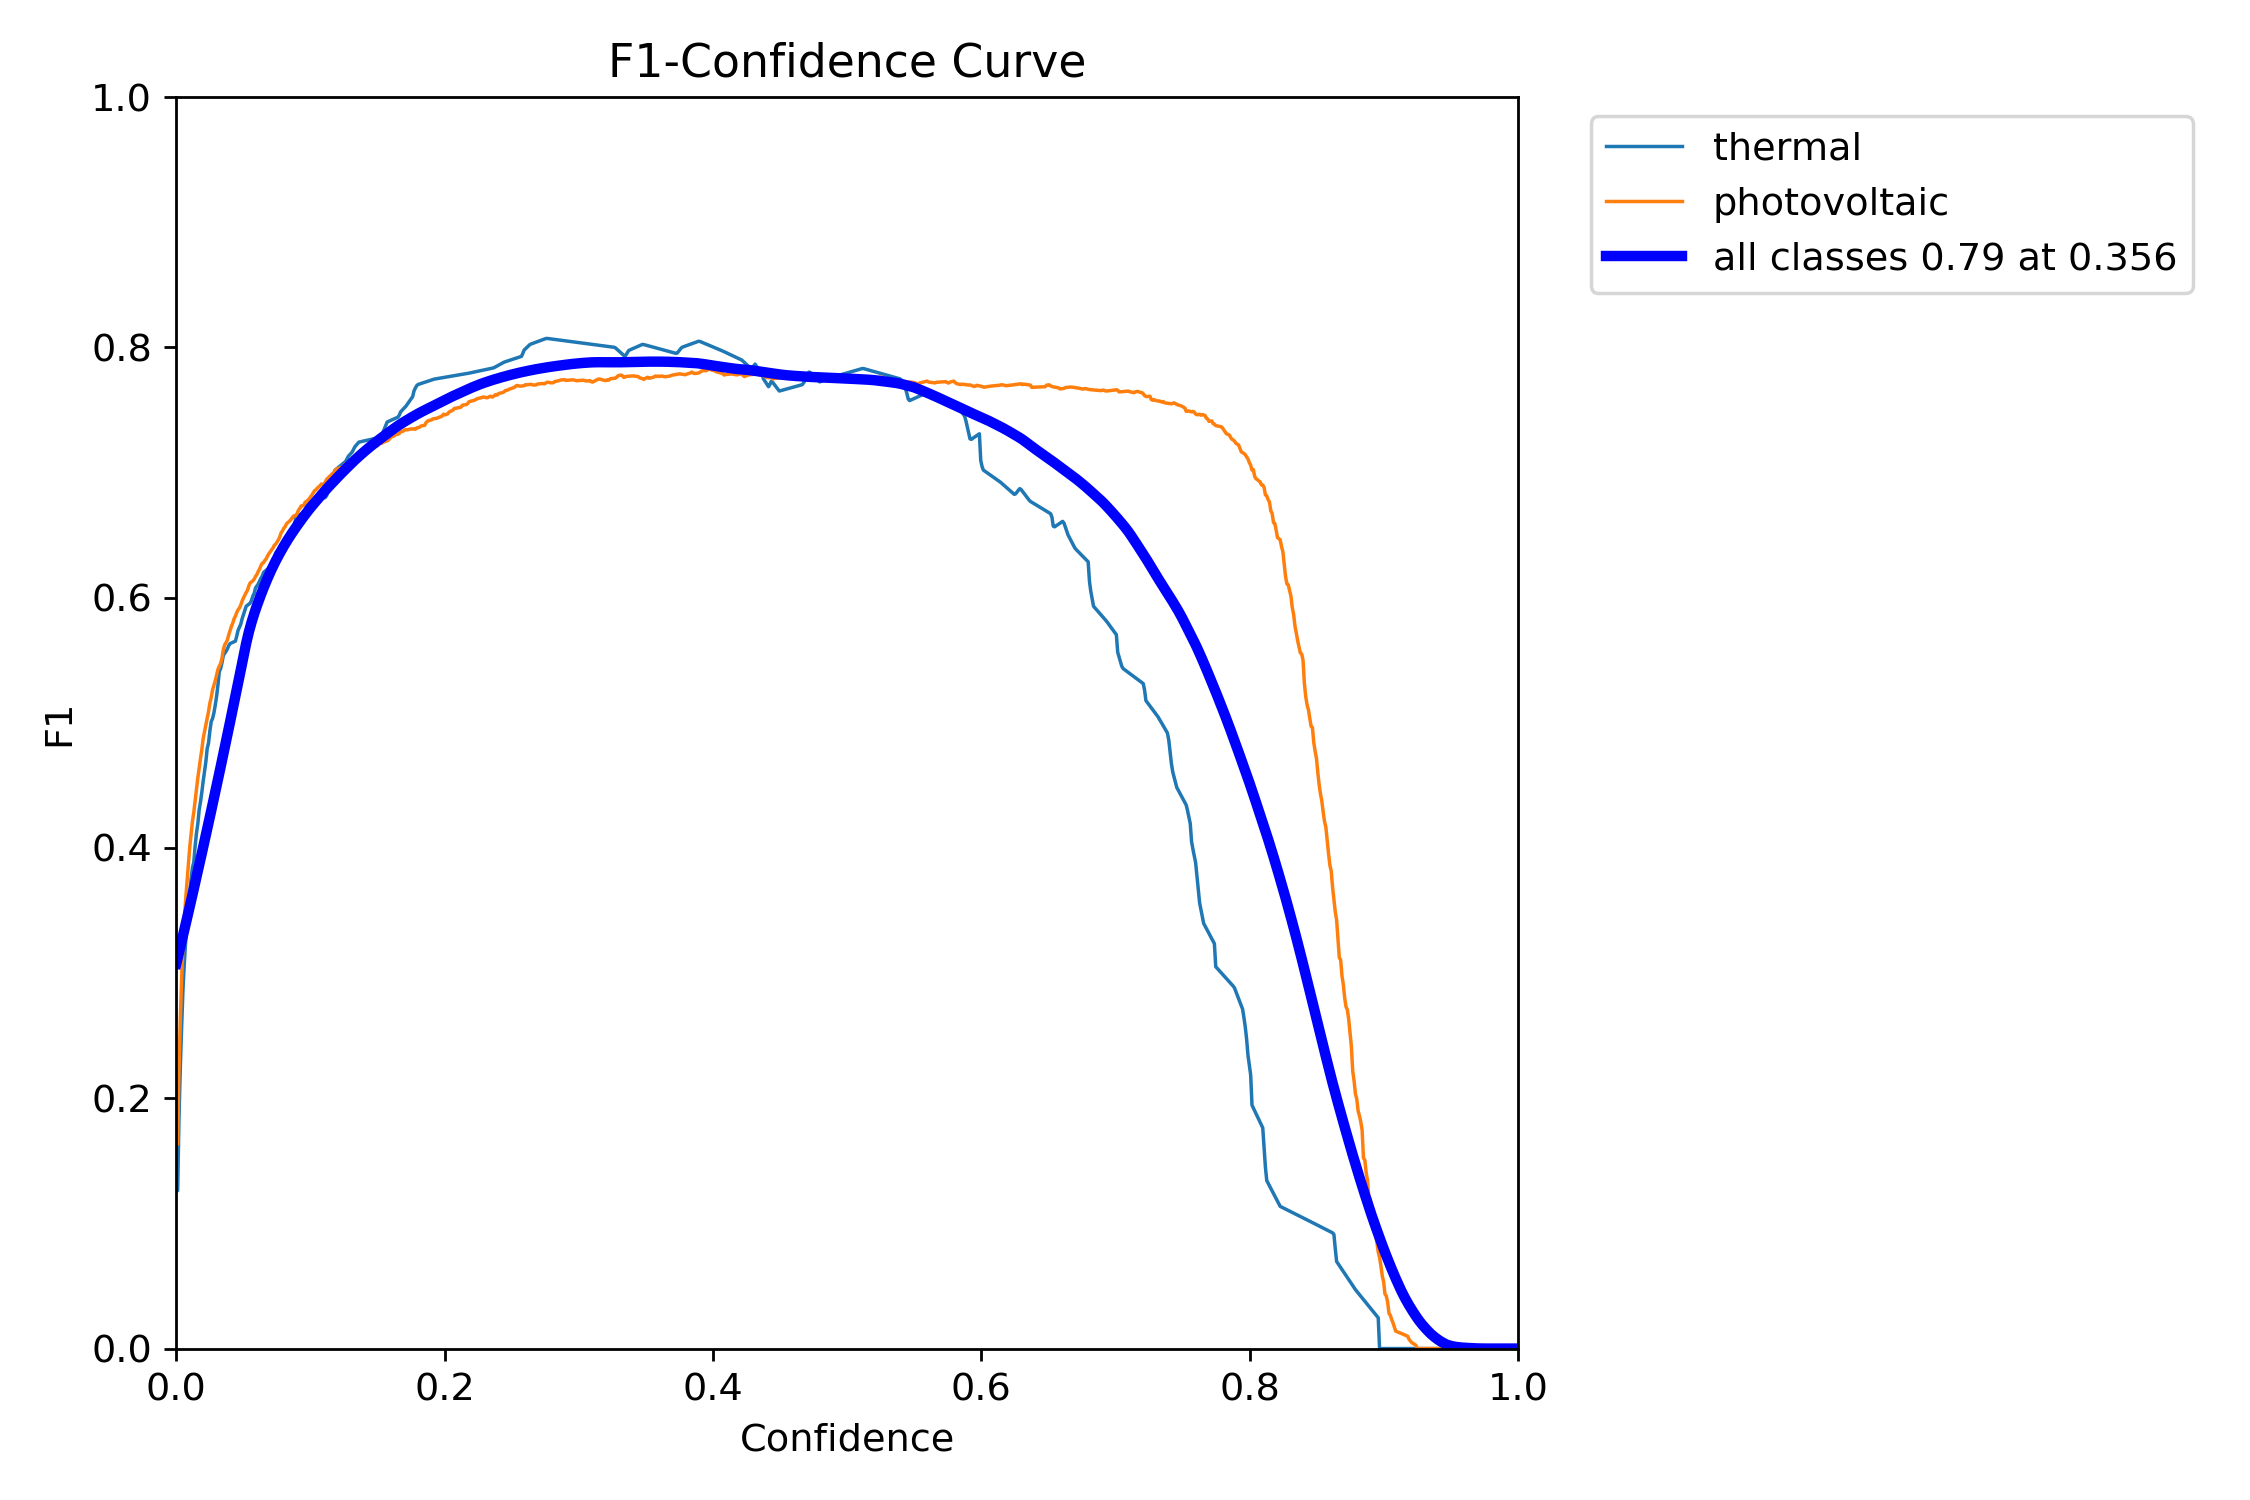 F1-Confidence Curve
thermal
photovoltaic
all classes 0.79 at 0.356
F1
1.0
0.8
0.6
0.4
0.2
0.0
0.0 0.2 0.4 0.6 0.8 1.0
Confidence